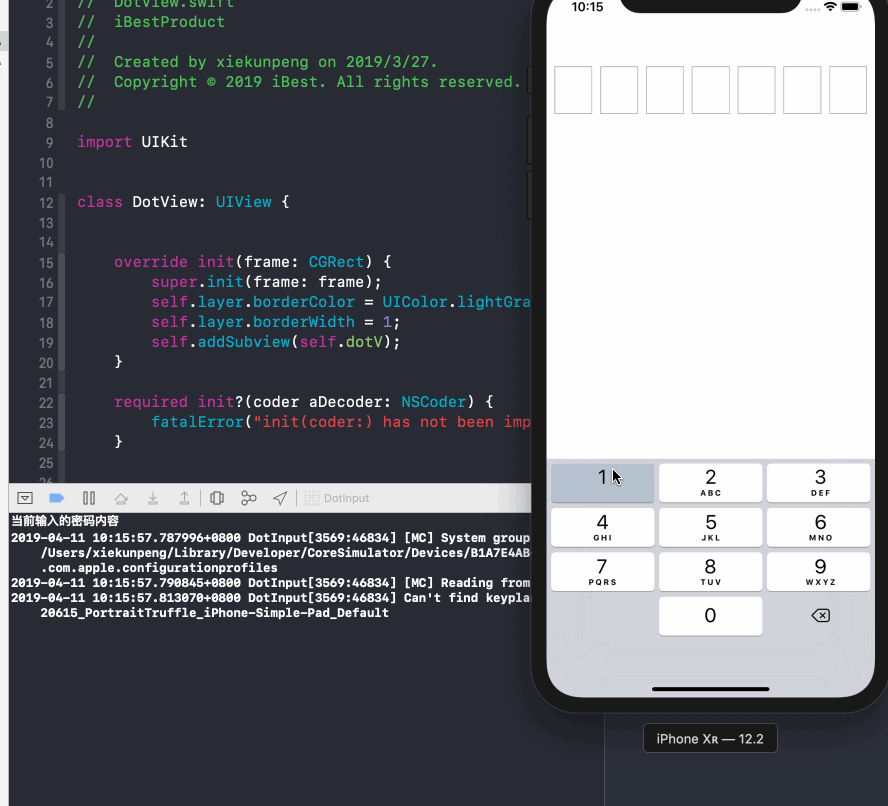 2 // DotView.swift
3 // iBestProduct
4 //
5 // Created by xiekunpeng on 2019/3/27.
6 // Copyright © 2019 iBest. All rights reserved.
7 //
8
9 import UIKit
10
11
12 class DotView: UIView {
13
14
15 override init(frame: CGRect) {
16 super.init(frame: frame);
17 self.layer.borderColor = UIColor.lightGra
18 self.layer.borderWidth = 1;
19 self.addSubview(self.dotV);
20 }
21
22 required init?(coder aDecoder: NSCoder) {
23 fatalError("init(coder:) has not been imp
24 }
25
26
DotInput
当前输入的密码内容
2019-04-11 10:15:57.787996+0800 DotInput[3569:46834] [MC] System group
/Users/xiekunpeng/Library/Developer/CoreSimulator/Devices/B1A7E4AB
.com.apple.configurationprofiles
2019-04-11 10:15:57.790845+0800 DotInput[3569:46834] [MC] Reading from
2019-04-11 10:15:57.813070+0800 DotInput[3569:46834] Can't find keypla
20615_PortraitTruffle_iPhone-Simple-Pad_Default
10:15
1
2 ABC
3 DEF
4 GHI
5 JKL
6 MNO
7 PQRS
8 TUV
9 WXYZ
0
iPhone XR — 12.2